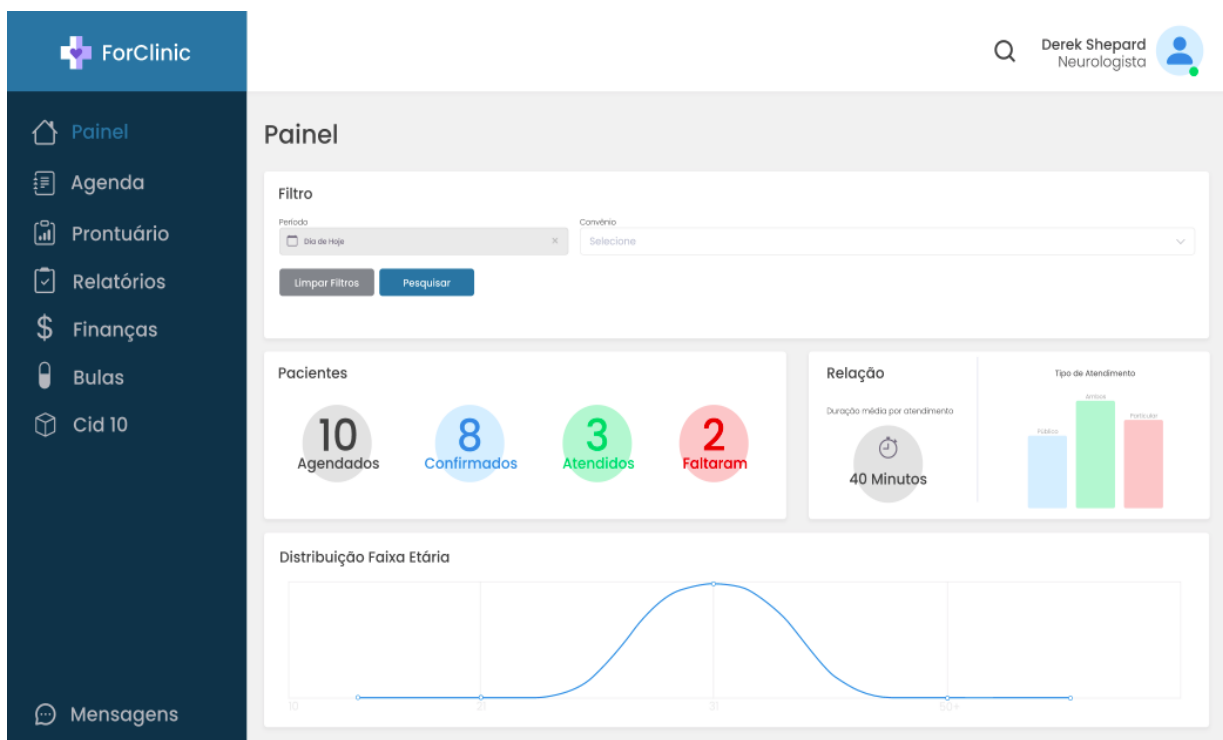 ForClinic
Derek Shepard
Neurologista
Painel
Agenda
Prontuário
Relatórios
Finanças
Bulas
Cid 10
Mensagens
Painel
Filtro
Período
Dia de Hoje
Convênio
Selecione
Limpar Filtros
Pesquisar
Pacientes
10
Agendados
8
Confirmados
3
Atendidos
2
Faltaram
Relação
Duração média por atendimento
40 Minutos
Tipo de Atendimento
Público
Ambos
Particular
Distribuição Faixa Etária
10
21
31
50+